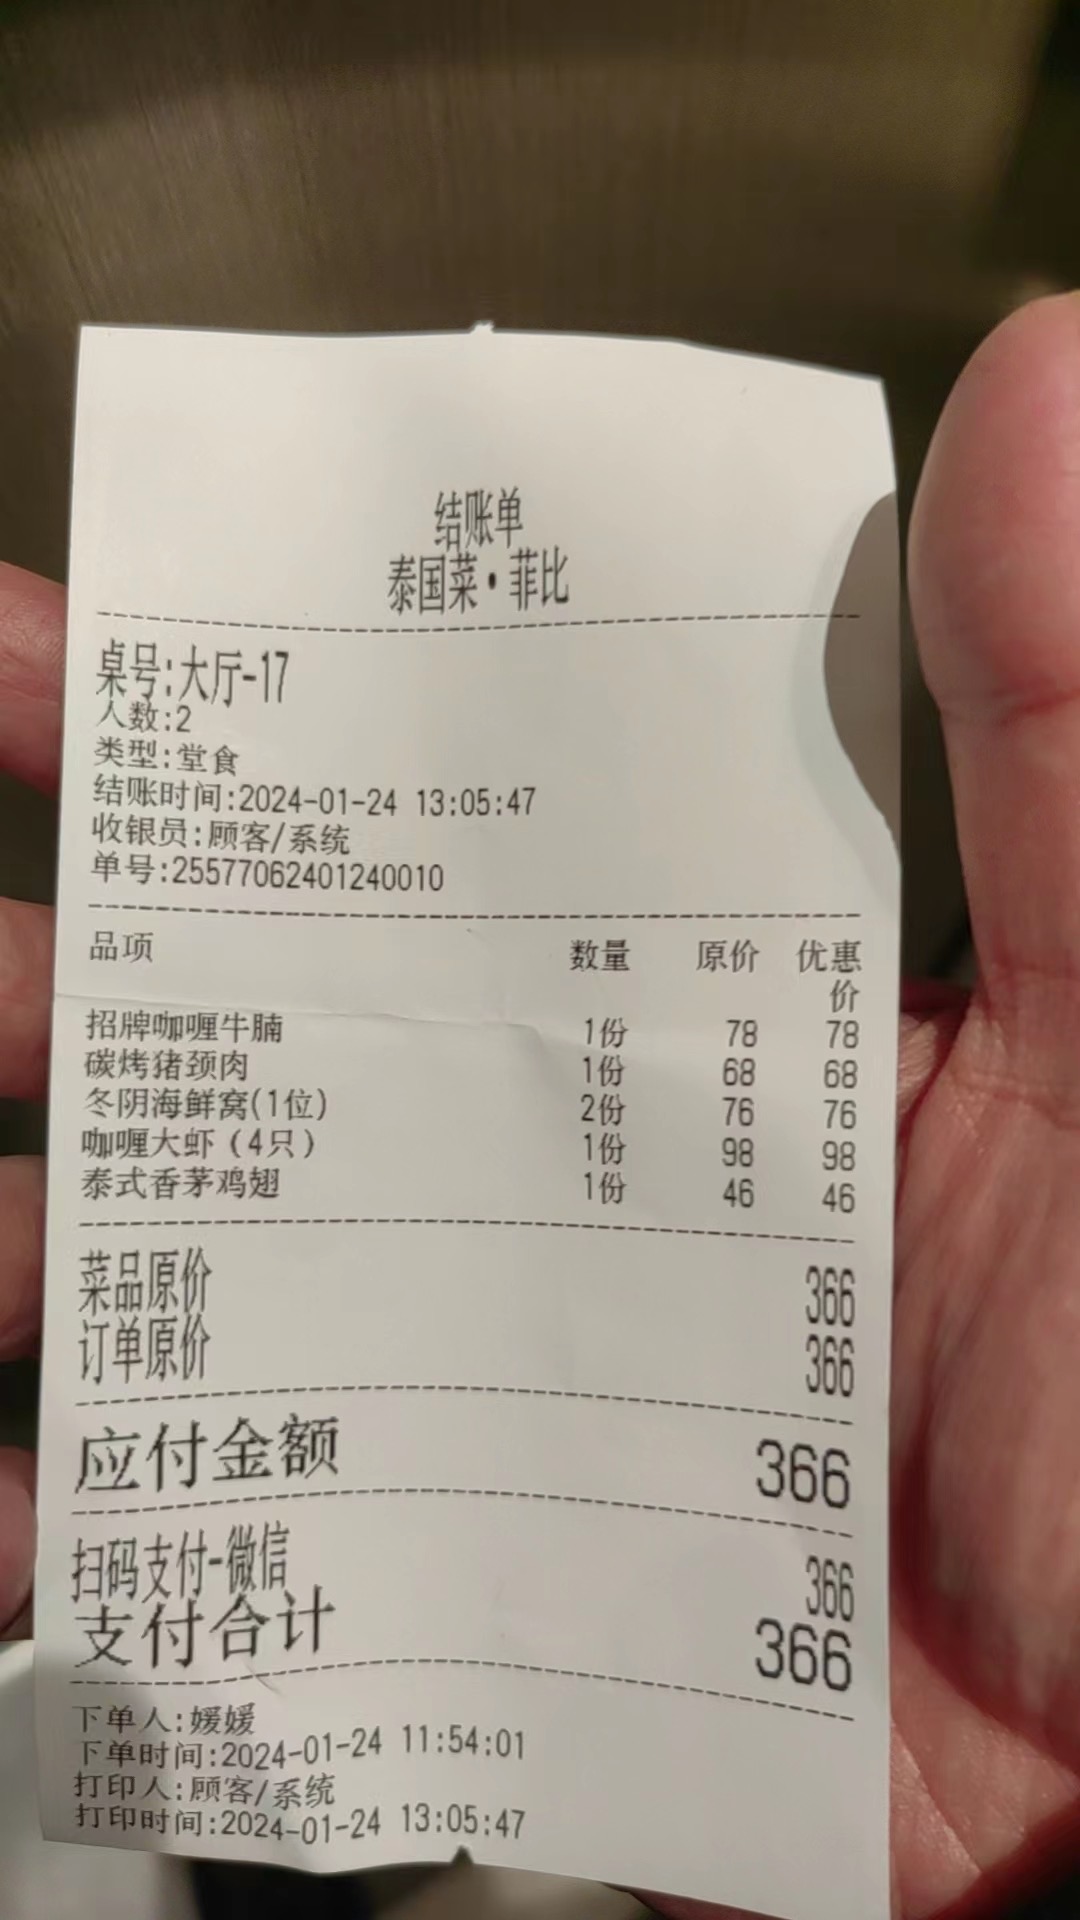 结账单
泰国菜·菲比
桌号:大厅-17
人数:2
类型:堂食
结账时间:2024-01-24 13:05:47
收银员:顾客/系统
单号:25577062401240010
品项 数量 原价 优惠价
招牌咖喱牛腩 1份 78 78
碳烤猪颈肉 1份 68 68
冬阴海鲜窝(1位) 2份 76 76
咖喱大虾（4只） 1份 98 98
泰式香茅鸡翅 1份 46 46
菜品原价 366
订单原价 366
应付金额 366
扫码支付-微信 366
支付合计 366
下单人:媛媛
下单时间:2024-01-24 11:54:01
打印人:顾客/系统
打印时间:2024-01-24 13:05:47